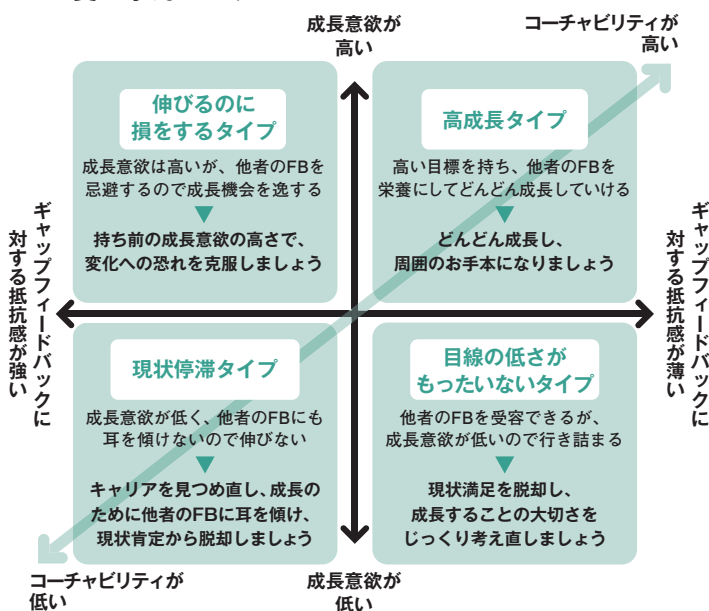 成長意欲が
高い
コーチャビリティが
高い
伸びるのに
損をするタイプ
成長意欲は高いが、他者のFBを
忌避するので成長機会を逸する
持ち前の成長意欲の高さで、
変化への恐れを克服しましょう
高成長タイプ
高い目標を持ち、他者のFBを
栄養にしてどんどん成長していける
どんどん成長し、
周囲のお手本になりましょう
ギャップフィードバックに
対する抵抗感が強い
ギャップフィードバックに
対する抵抗感が薄い
現状停滞タイプ
成長意欲が低く、他者のFBにも
耳を傾けないので伸びない
キャリアを見つめ直し、成長の
ために他者のFBに耳を傾け、
現状肯定から脱却しましょう
目線の低さが
もったいないタイプ
他者のFBを受容できるが、
成長意欲が低いので行き詰まる
現状満足を脱却し、
成長することの大切さを
じっくり考え直しましょう
コーチャビリティが
低い
成長意欲が
低い